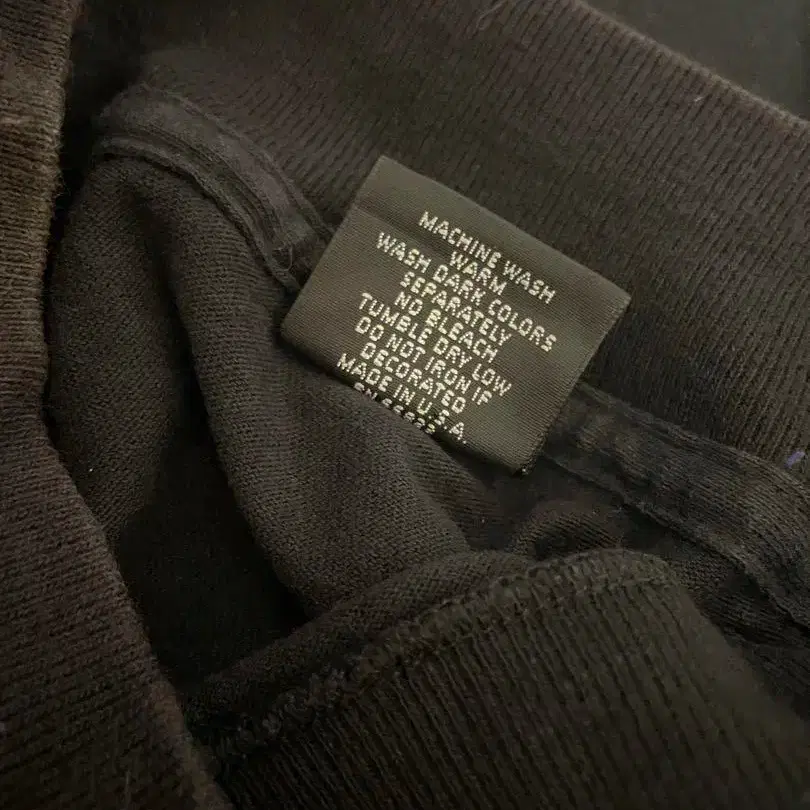 MACHINE WASH
WARM
WASH DARK COLORS
SEPARATELY
NO BLEACH
TUMBLE DRY LOW
DO NOT IRON IF
DECORATED
MADE IN U.S.A.